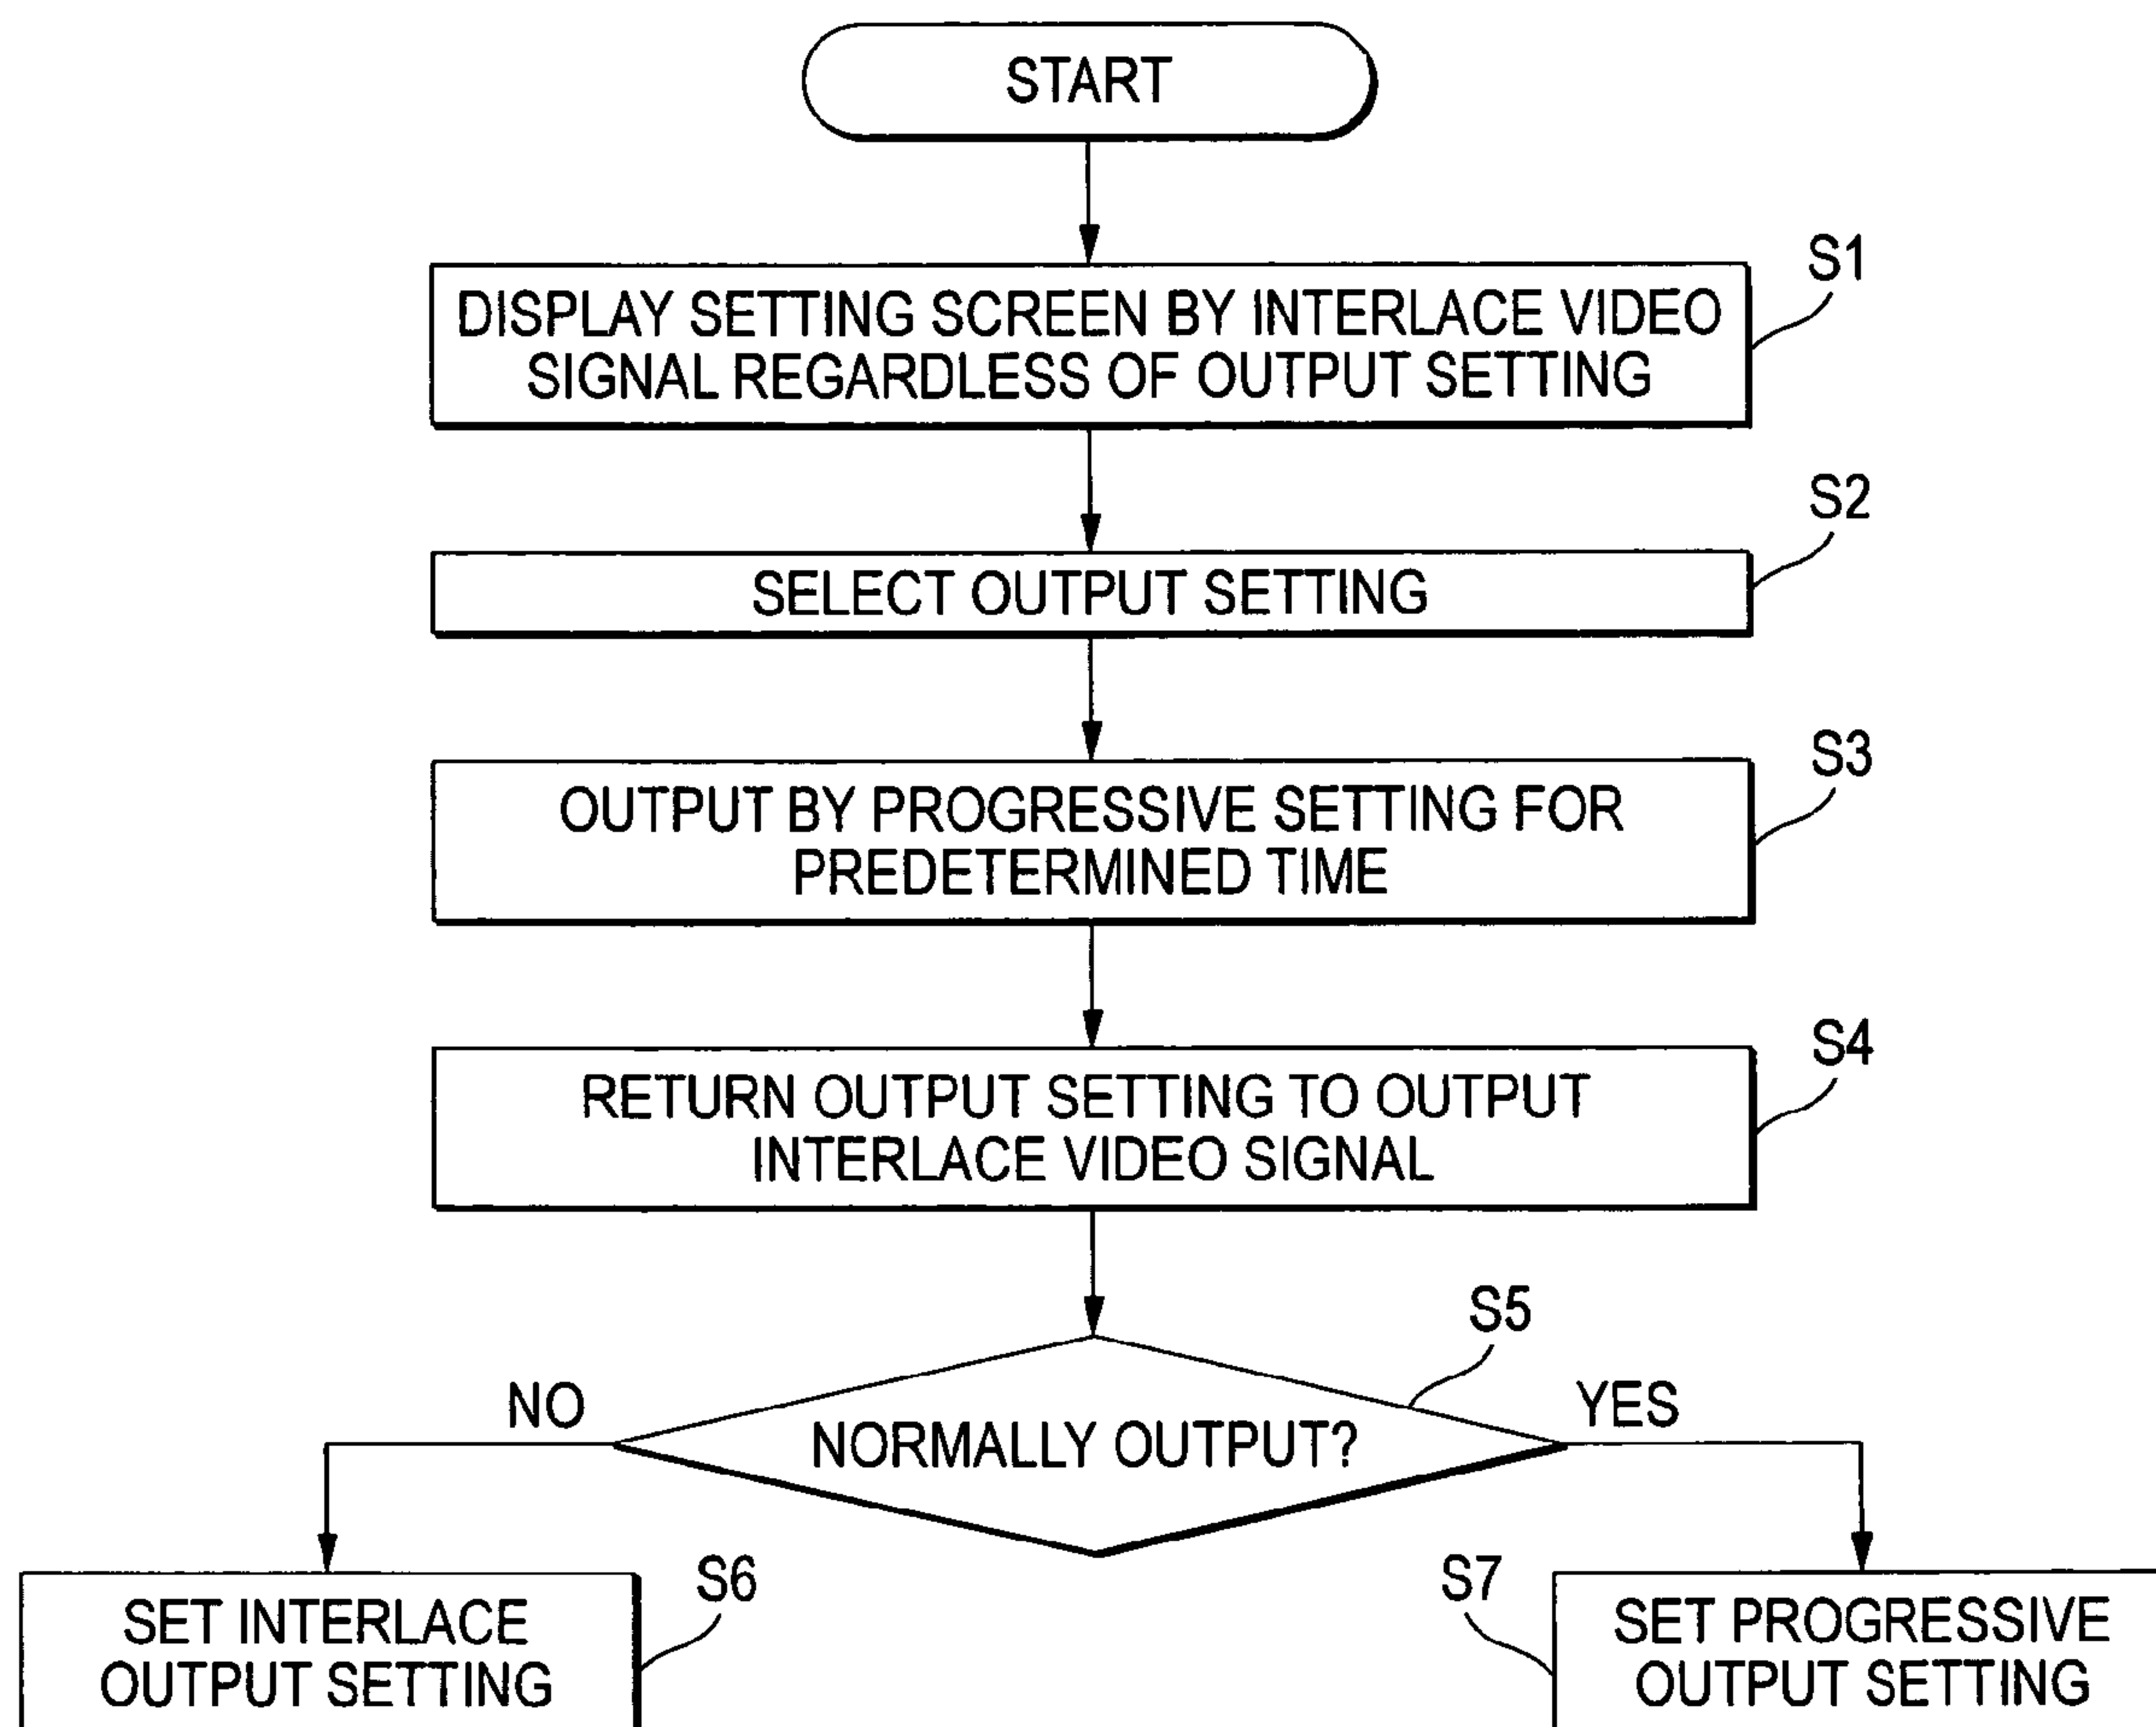 START
S1
DISPLAY SETTING SCREEN BY INTERLACE VIDEO
SIGNAL REGARDLESS OF OUTPUT SETTING
S2
SELECT OUTPUT SETTING
S3
OUTPUT BY PROGRESSIVE SETTING FOR
PREDETERMINED TIME
S4
RETURN OUTPUT SETTING TO OUTPUT
INTERLACE VIDEO SIGNAL
S5
NO
YES
NORMALLY OUTPUT?
S6
SET INTERLACE
OUTPUT SETTING
S7
SET PROGRESSIVE
OUTPUT SETTING